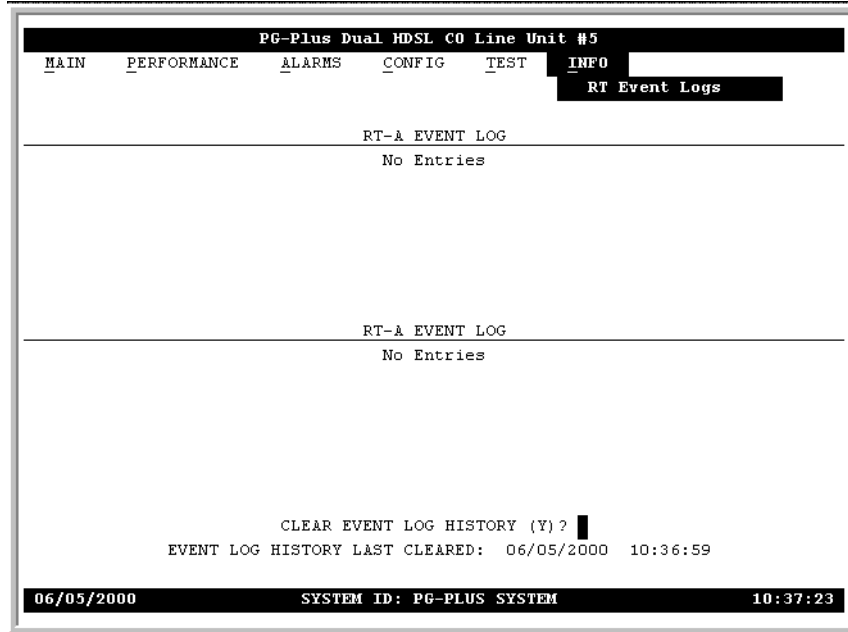 PG-Plus Dual HDSL CO Line Unit #5
MAIN PERFORMANCE ALARMS CONFIG TEST INFO
RT Event Logs
RT-A EVENT LOG
No Entries
RT-A EVENT LOG
No Entries
CLEAR EVENT LOG HISTORY (Y)?
EVENT LOG HISTORY LAST CLEARED: 06/05/2000 10:36:59
06/05/2000 SYSTEM ID: PG-PLUS SYSTEM 10:37:23